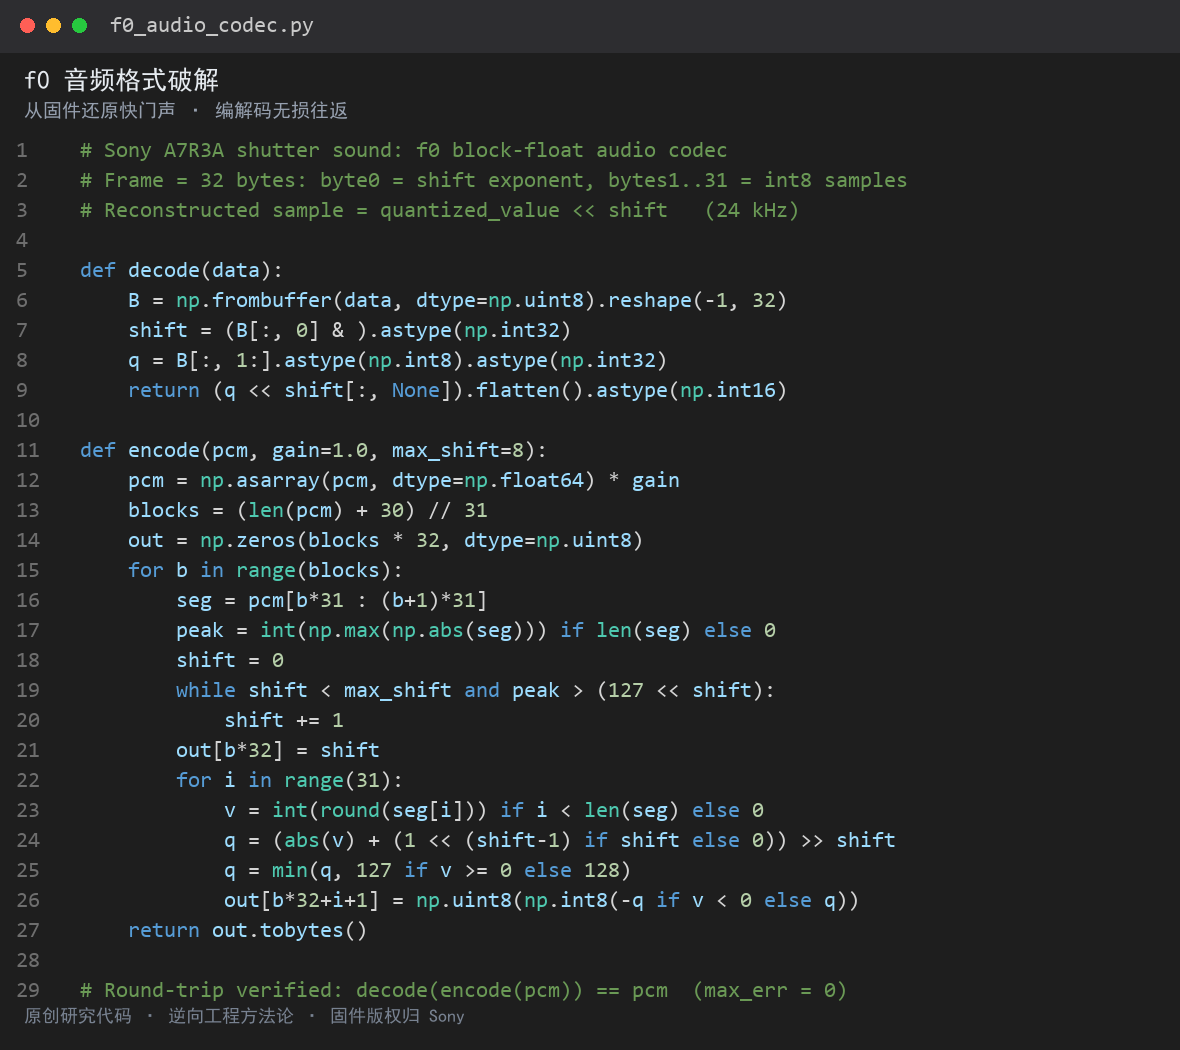 f0_audio_codec.py
f0 音频格式破解
从固件还原快门声 · 编解码无损往返
1 # Sony A7R3A shutter sound: f0 block-float audio codec
2 # Frame = 32 bytes: byte0 = shift exponent, bytes1..31 = int8 samples
3 # Reconstructed sample = quantized_value << shift   (24 kHz)
4
5 def decode(data):
6     B = np.frombuffer(data, dtype=np.uint8).reshape(-1, 32)
7     shift = (B[:, 0] & ).astype(np.int32)
8     q = B[:, 1:].astype(np.int8).astype(np.int32)
9     return (q << shift[:, None]).flatten().astype(np.int16)
10
11 def encode(pcm, gain=1.0, max_shift=8):
12     pcm = np.asarray(pcm, dtype=np.float64) * gain
13     blocks = (len(pcm) + 30) // 31
14     out = np.zeros(blocks * 32, dtype=np.uint8)
15     for b in range(blocks):
16         seg = pcm[b*31 : (b+1)*31]
17         peak = int(np.max(np.abs(seg))) if len(seg) else 0
18         shift = 0
19         while shift < max_shift and peak > (127 << shift):
20             shift += 1
21         out[b*32] = shift
22         for i in range(31):
23             v = int(round(seg[i])) if i < len(seg) else 0
24             q = (abs(v) + (1 << (shift-1) if shift else 0)) >> shift
25             q = min(q, 127 if v >= 0 else 128)
26             out[b*32+i+1] = np.uint8(np.int8(-q if v < 0 else q))
27     return out.tobytes()
28
29 # Round-trip verified: decode(encode(pcm)) == pcm  (max_err = 0)
原创研究代码 · 逆向工程方法论 · 固件版权归 Sony